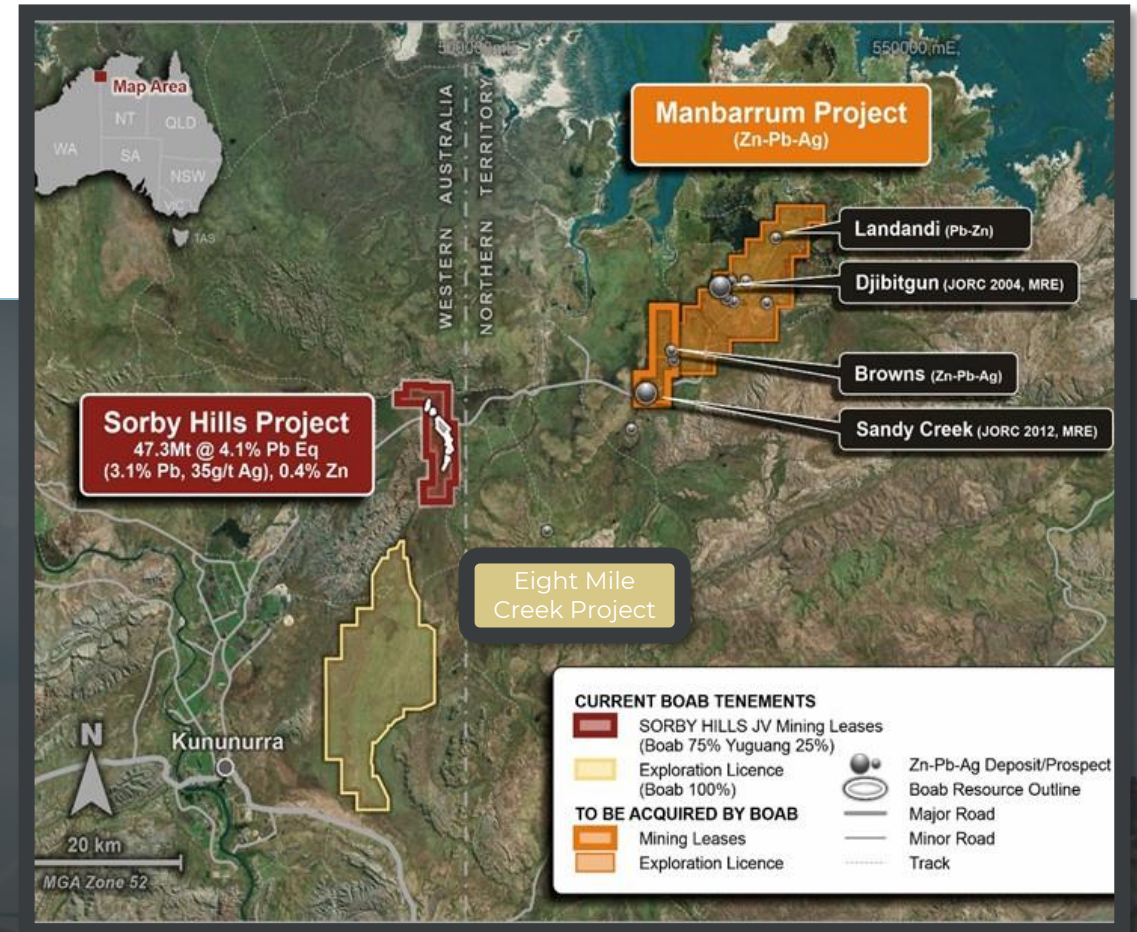 500000mE
550000 mE
Map Area
NT
QLD
WA
SA
NSW
VIC
TAS
WESTERN AUSTRALIA
NORTHERN TERRITORY
Manbarrum Project
(Zn-Pb-Ag)
Landandi (Pb-Zn)
Djibitgun (JORC 2004, MRE)
Browns (Zn-Pb-Ag)
Sandy Creek (JORC 2012, MRE)
Sorby Hills Project
47.3Mt @ 4.1% Pb Eq
(3.1% Pb, 35g/t Ag), 0.4% Zn
Eight Mile
Creek Project
N
Kununurra
20 km
MGA Zone 52
CURRENT BOAB TENEMENTS
SORBY HILLS JV Mining Leases
(Boab 75% Yuguang 25%)
Exploration Licence
(Boab 100%)
TO BE ACQUIRED BY BOAB
Mining Leases
Exploration Licence
Zn-Pb-Ag Deposit/Prospect
Boab Resource Outline
Major Road
Minor Road
Track